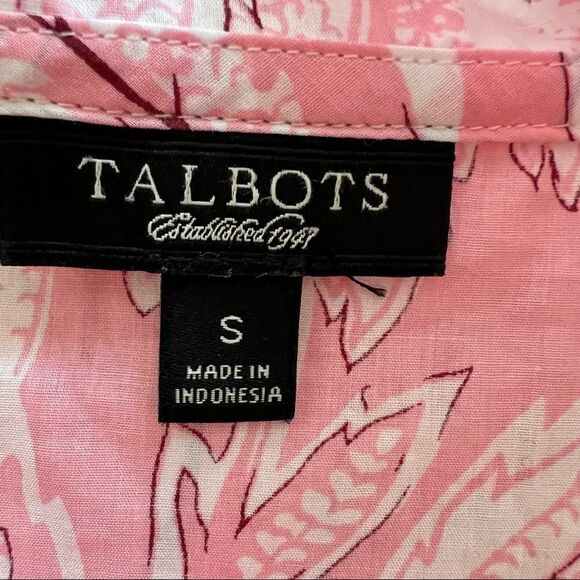 TALBOTS
Established 1947
S
MADE IN
INDONESIA